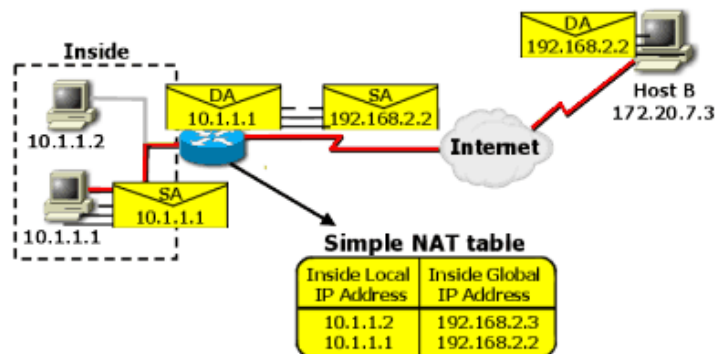 Inside
DA
192.168.2.2
Host B
172.20.7.3
DA
10.1.1.1
SA
192.168.2.2
10.1.1.2
Internet
SA
10.1.1.1
10.1.1.1
Simple NAT table
Inside Local
IP Address
Inside Global
IP Address
10.1.1.2
192.168.2.3
10.1.1.1
192.168.2.2